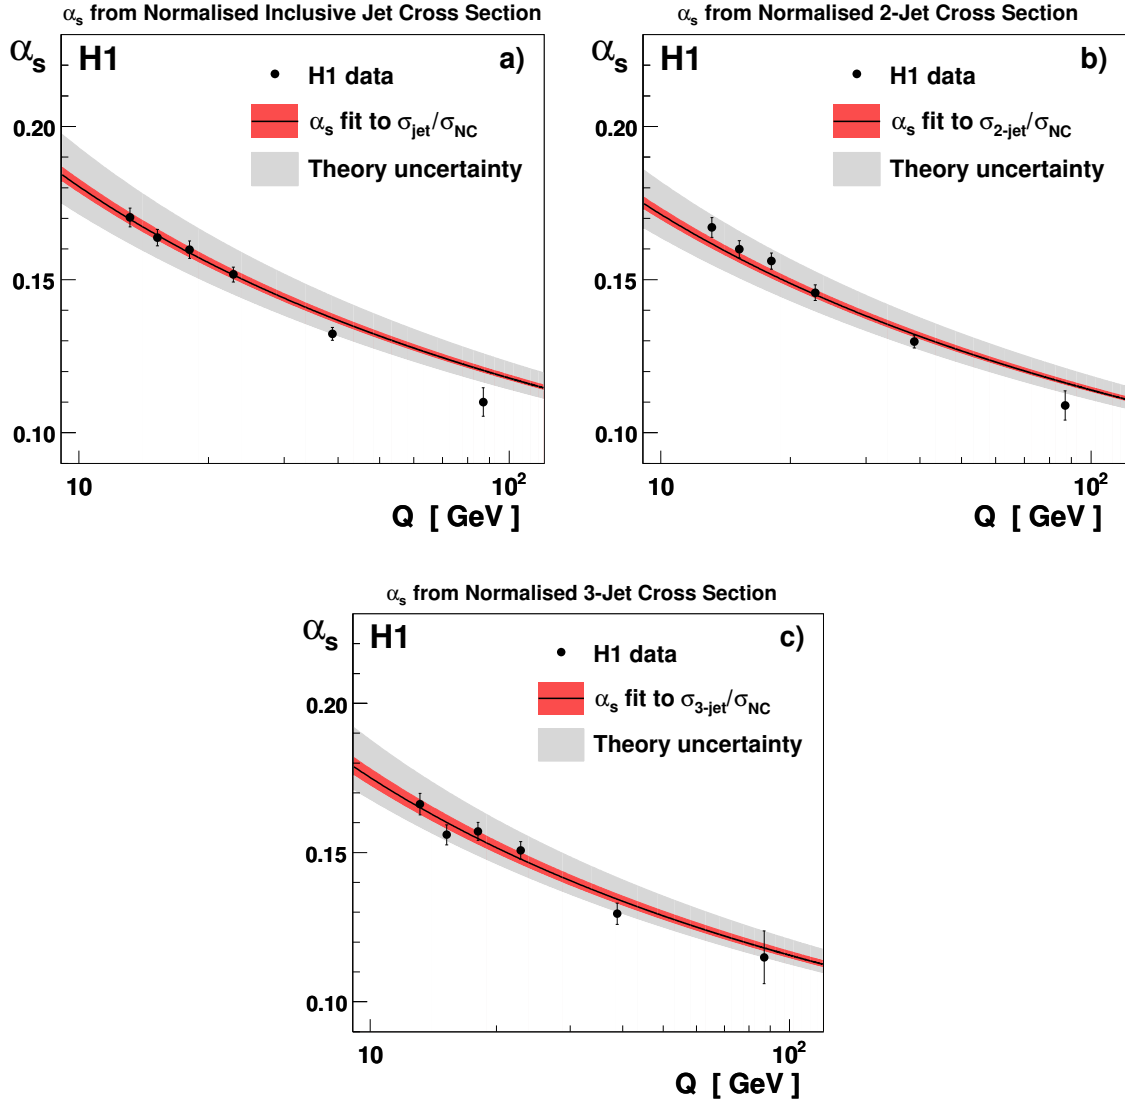 αs from Normalised Inclusive Jet Cross Section
αs
H1
a)
H1 data
αs fit to σjet/σNC
Theory uncertainty
0.20
0.15
0.10
10
10²
Q [ GeV ]
αs from Normalised 2-Jet Cross Section
αs
H1
b)
H1 data
αs fit to σ2-jet/σNC
Theory uncertainty
0.20
0.15
0.10
10
10²
Q [ GeV ]
αs from Normalised 3-Jet Cross Section
αs
H1
c)
H1 data
αs fit to σ3-jet/σNC
Theory uncertainty
0.20
0.15
0.10
10
10²
Q [ GeV ]